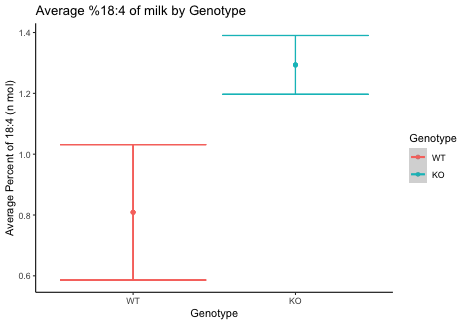 Average %18:4 of milk by Genotype
Average Percent of 18:4 (n mol)
1.4
1.2
1.0
0.8
0.6
WT
KO
Genotype
Genotype
WT
KO